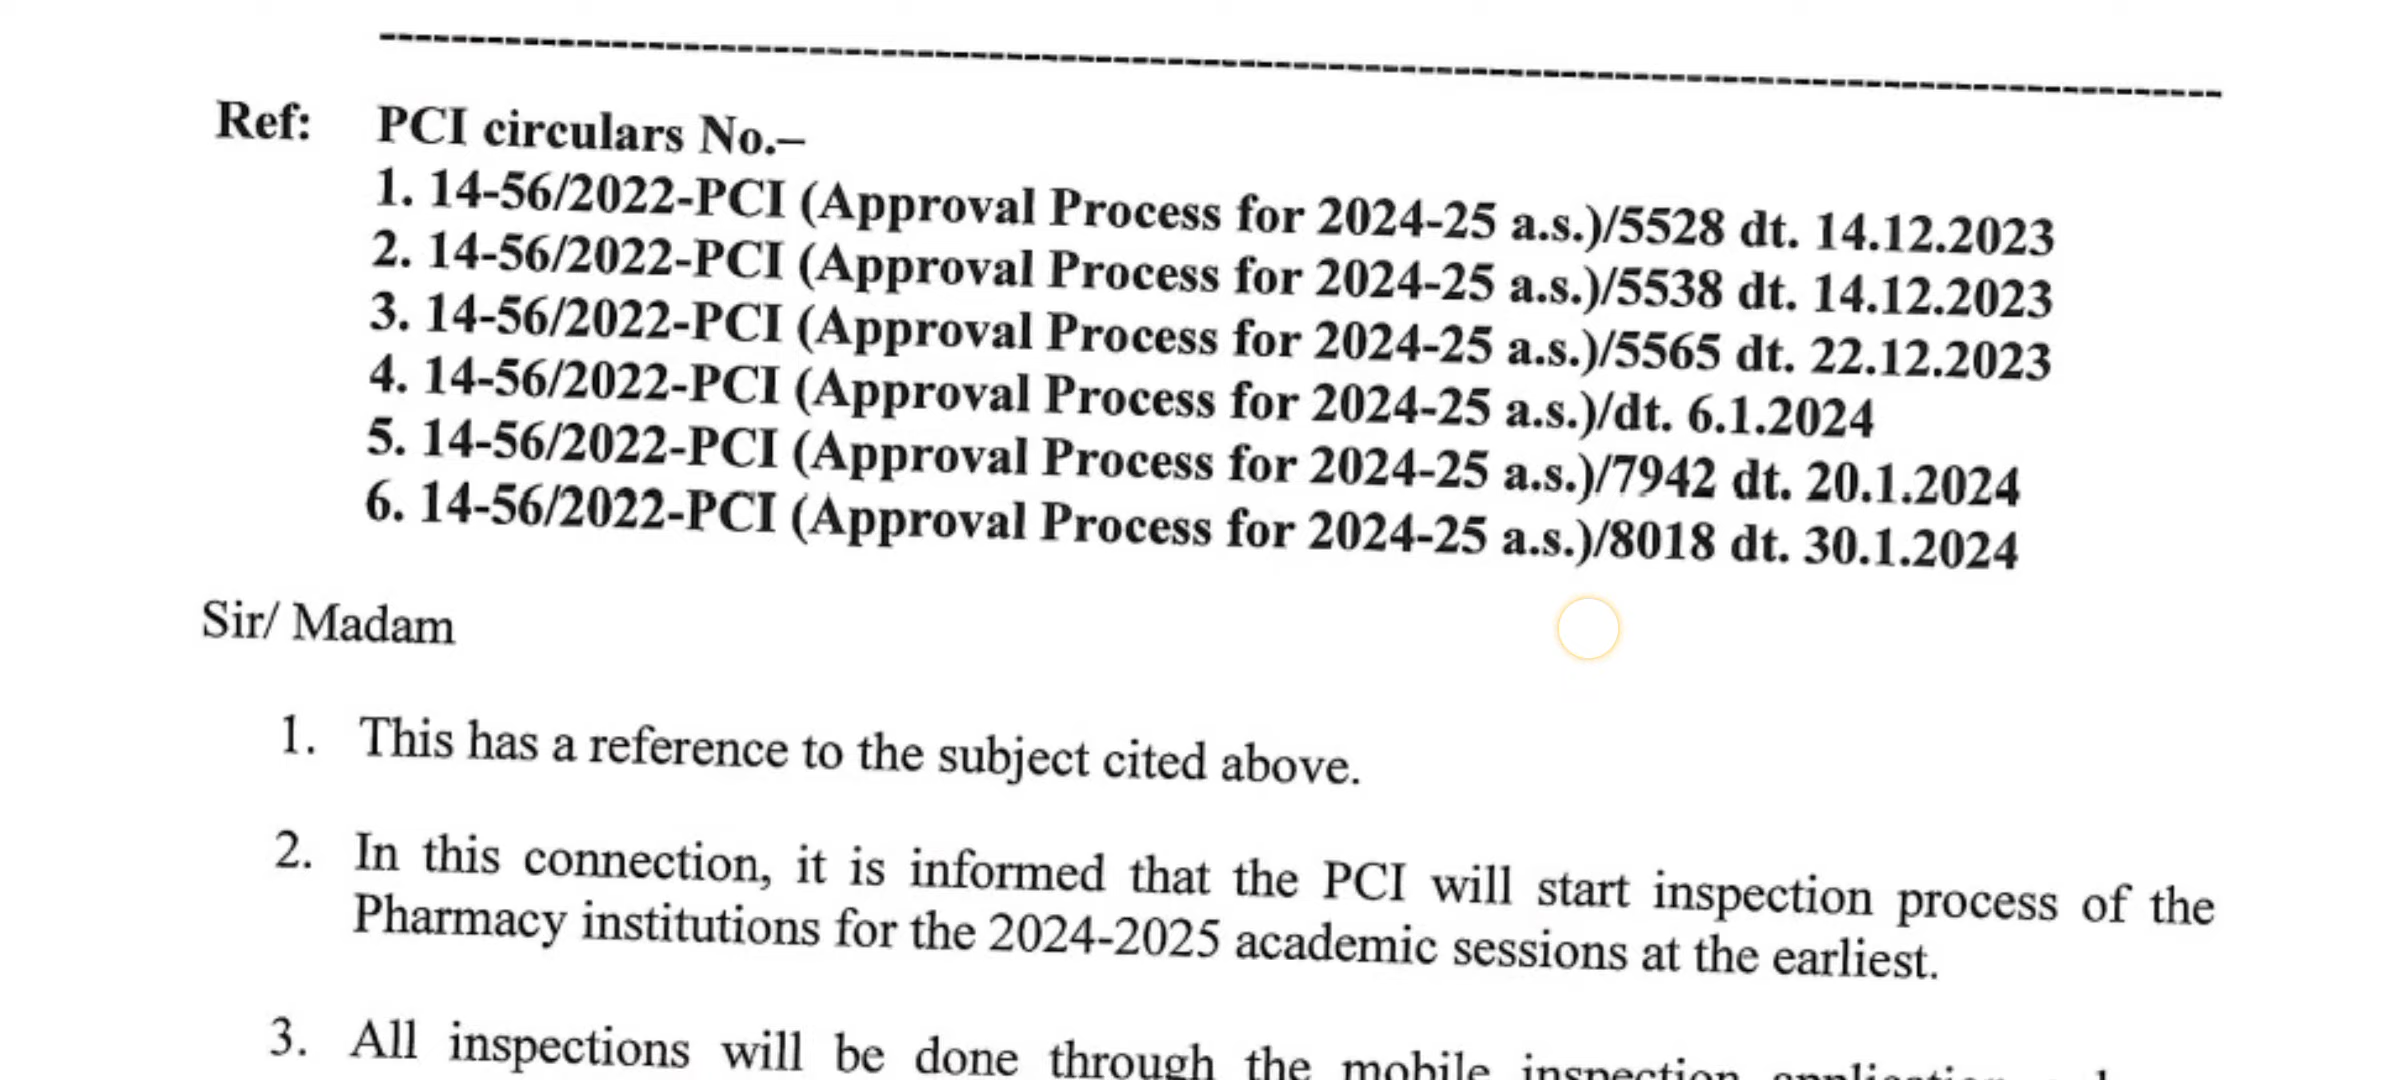 Ref: PCI circulars No.–
1. 14-56/2022-PCI (Approval Process for 2024-25 a.s.)/5528 dt. 14.12.2023
2. 14-56/2022-PCI (Approval Process for 2024-25 a.s.)/5538 dt. 14.12.2023
3. 14-56/2022-PCI (Approval Process for 2024-25 a.s.)/5565 dt. 22.12.2023
4. 14-56/2022-PCI (Approval Process for 2024-25 a.s.)/dt. 6.1.2024
5. 14-56/2022-PCI (Approval Process for 2024-25 a.s.)/7942 dt. 20.1.2024
6. 14-56/2022-PCI (Approval Process for 2024-25 a.s.)/8018 dt. 30.1.2024
Sir/ Madam
1. This has a reference to the subject cited above.
2. In this connection, it is informed that the PCI will start inspection process of the
Pharmacy institutions for the 2024-2025 academic sessions at the earliest.
3. All inspections will be done through the mobile inspection application